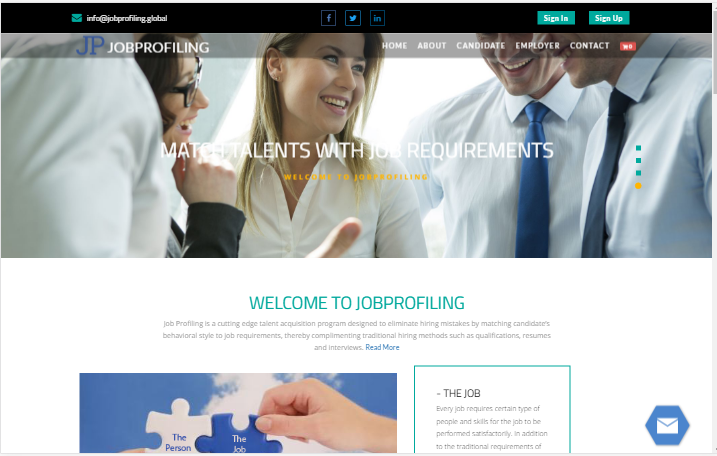 info@jobprofiling.global
Sign In
Sign Up
JP JOBPROFILING
HOME
ABOUT
CANDIDATE
EMPLOYER
CONTACT
0
MATCH TALENTS WITH JOB REQUIREMENTS
WELCOME TO JOBPROFILING
WELCOME TO JOBPROFILING
Job Profiling is a cutting edge talent acquisition program designed to eliminate hiring mistakes by matching candidate's
behavioral style to job requirements, thereby complimenting traditional hiring methods such as qualifications, resumes
and interviews. Read More
The
Person
The
Job
- THE JOB
Every job requires certain type of
people and skills for the job to be
performed satisfactorily. In addition
to the traditional requirements of